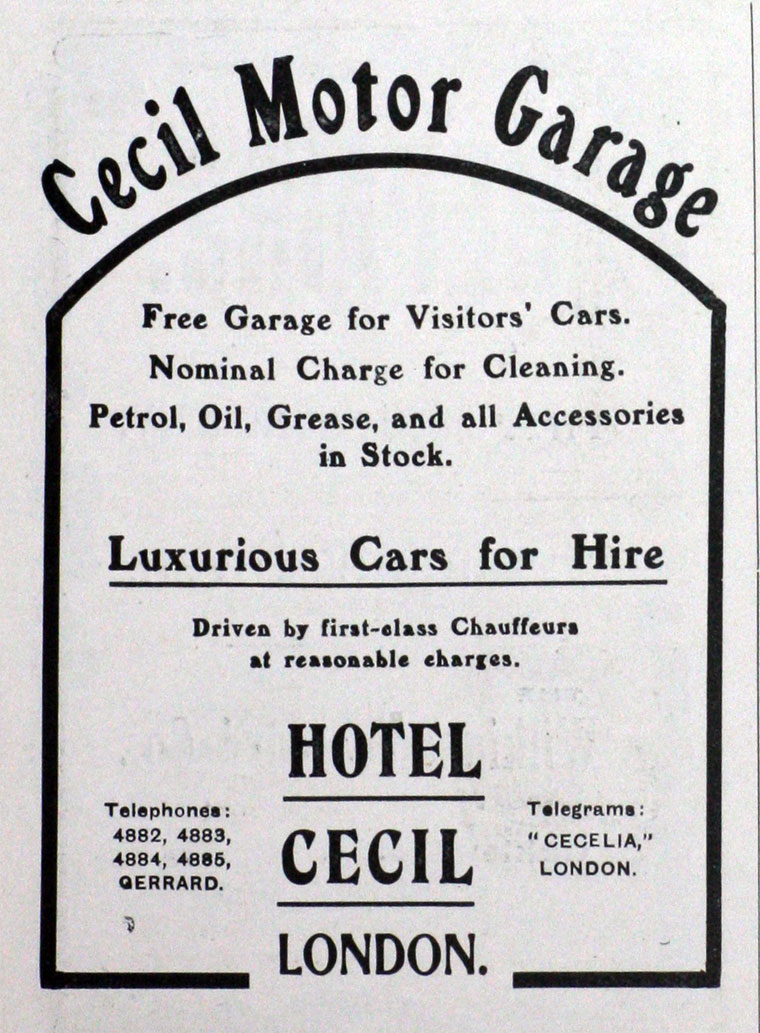 Cecil Motor Garage
Free Garage for Visitors' Cars.
Nominal Charge for Cleaning.
Petrol, Oil, Grease, and all Accessories
in Stock.
Luxurious Cars for Hire
Driven by first-class Chauffeurs
at reasonable charges.
HOTEL
CECIL
LONDON.
Telephones:
4882, 4883,
4884, 4885,
GERRARD.
Telegrams:
"CECELIA,"
LONDON.